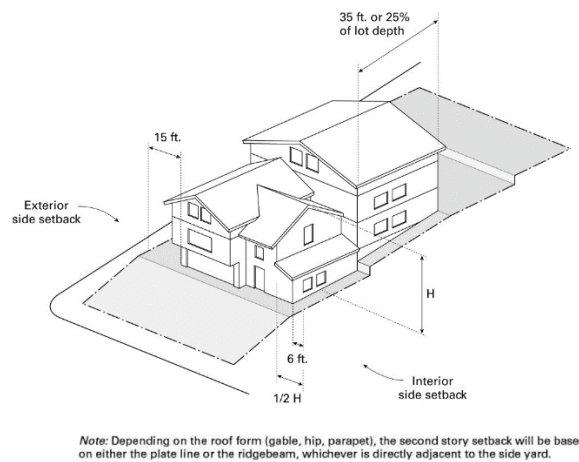 35 ft. or 25%
of lot depth
15 ft.
Exterior
side setback
H
6 ft.
1/2 H
Interior
side setback
Note: Depending on the roof form (gable, hip, parapet), the second story setback will be base
on either the plate line or the ridgebeam, whichever is directly adjacent to the side yard.